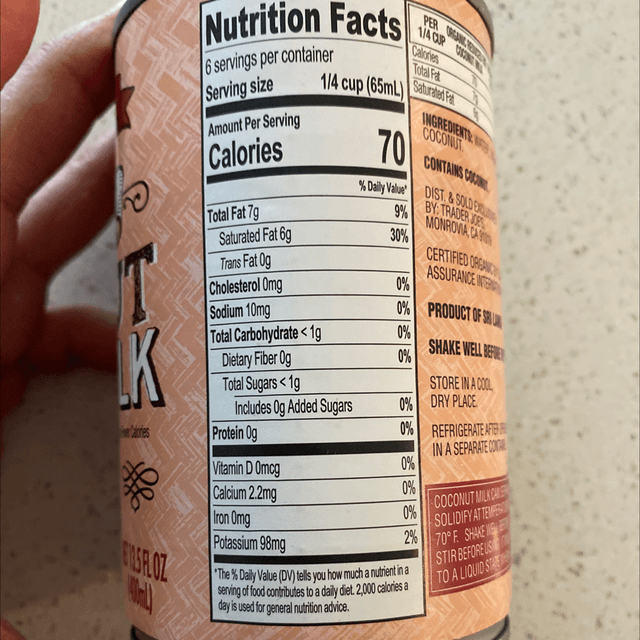 T
LK
Calories
13.5 FL OZ
(400mL)
Nutrition Facts
6 servings per container
Serving size 1/4 cup (65mL)
Amount Per Serving
Calories 70
% Daily Value*
Total Fat 7g 9%
Saturated Fat 6g 30%
Trans Fat 0g
Cholesterol 0mg 0%
Sodium 10mg 0%
Total Carbohydrate < 1g 0%
Dietary Fiber 0g 0%
Total Sugars < 1g
Includes 0g Added Sugars 0%
Protein 0g 0%
Vitamin D 0mcg 0%
Calcium 2.2mg 0%
Iron 0mg 0%
Potassium 98mg 2%
*The % Daily Value (DV) tells you how much a nutrient in a
serving of food contributes to a daily diet. 2,000 calories a
day is used for general nutrition advice.
PER
1/4 CUP
Calories
Total Fat
Saturated Fat
INGREDIENTS:
COCONUT.
CONTAINS COCONUT.
DIST. & SOLD
BY: TRADER JOE'S
MONROVIA, CA
CERTIFIED ORGANIC
ASSURANCE
PRODUCT OF SRI
SHAKE WELL
STORE IN A COOL,
DRY PLACE.
REFRIGERATE AFTER
IN A SEPARATE
COCONUT MILK
SOLIDIFY AT
70° F. SHAKE
STIR BEFORE
TO A LIQUID